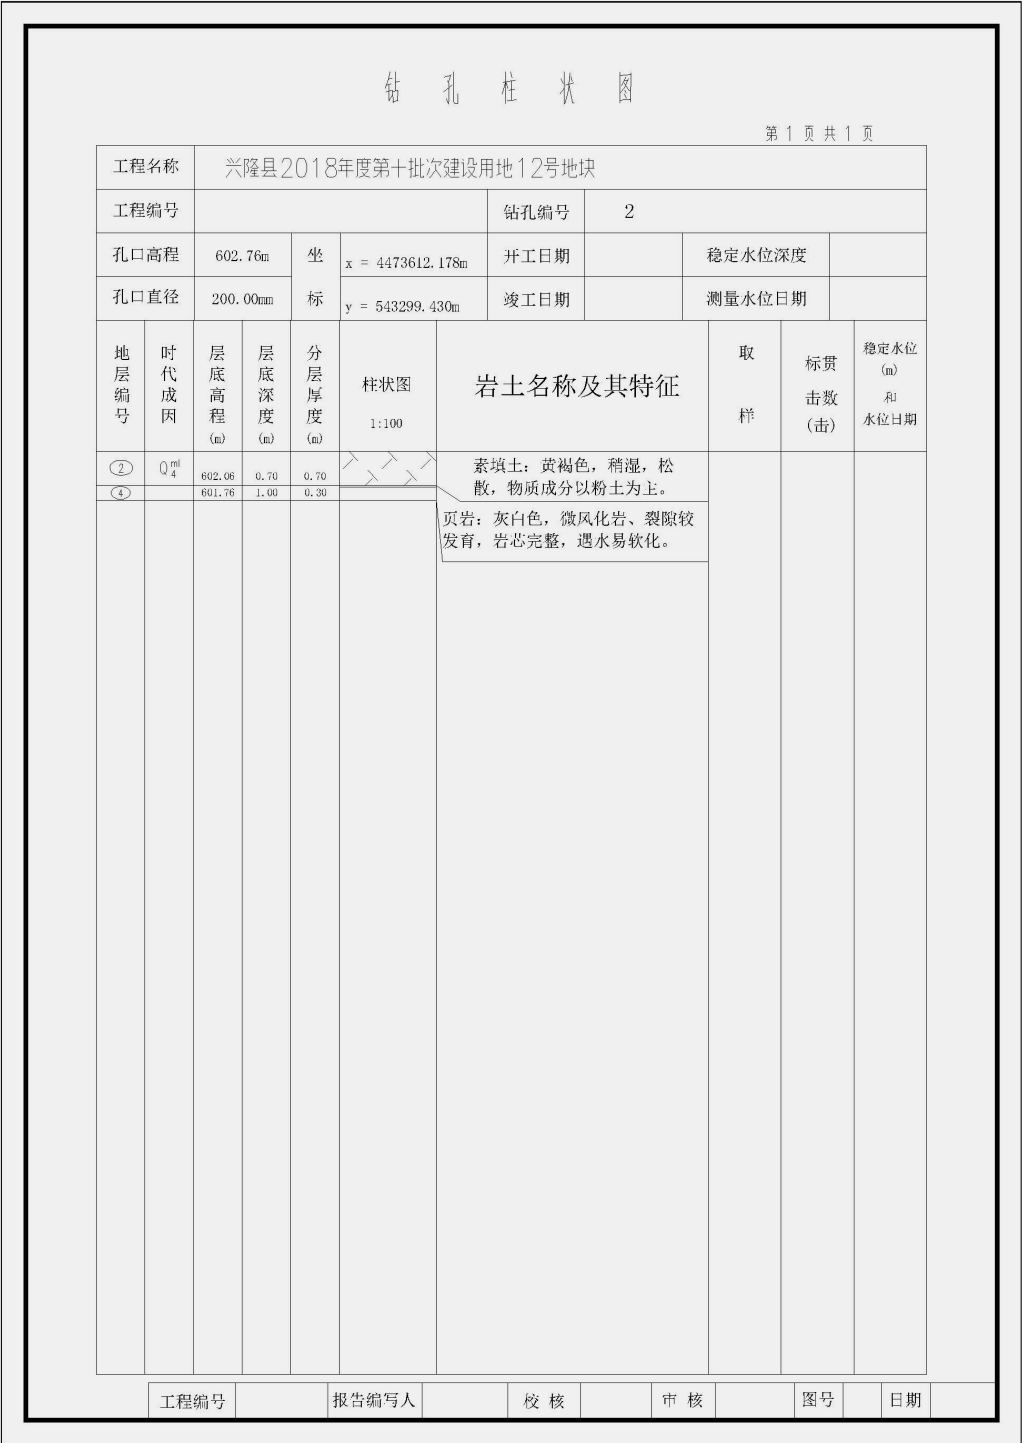 钻孔柱状图
第 1 页 共 1 页
工程名称 兴隆县2018年度第十批次建设用地12号地块
工程编号 钻孔编号 2
孔口高程 602.76m 坐 x = 4473612.178m 开工日期 稳定水位深度
孔口直径 200.00mm 标 y = 543299.430m 竣工日期 测量水位日期
地层编号 时代成因 层底高程(m) 层底深度(m) 分层厚度(m) 柱状图 1:100 岩土名称及其特征 取样 标贯击数(击) 稳定水位(m)和水位日期
② Q4ml 602.06 0.70 0.70 素填土：黄褐色，稍湿，松
散，物质成分以粉土为主。
④ 601.76 1.00 0.30
页岩：灰白色，微风化岩、裂隙较
发育，岩芯完整，遇水易软化。
工程编号 报告编写人 校核 审核 图号 日期